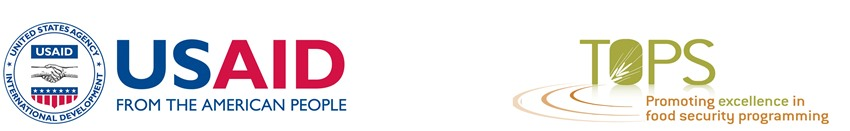 UNITED STATES AGENCY
USAID
INTERNATIONAL DEVELOPMENT
USAID
FROM THE AMERICAN PEOPLE
TOPS
Promoting excellence in
food security programming